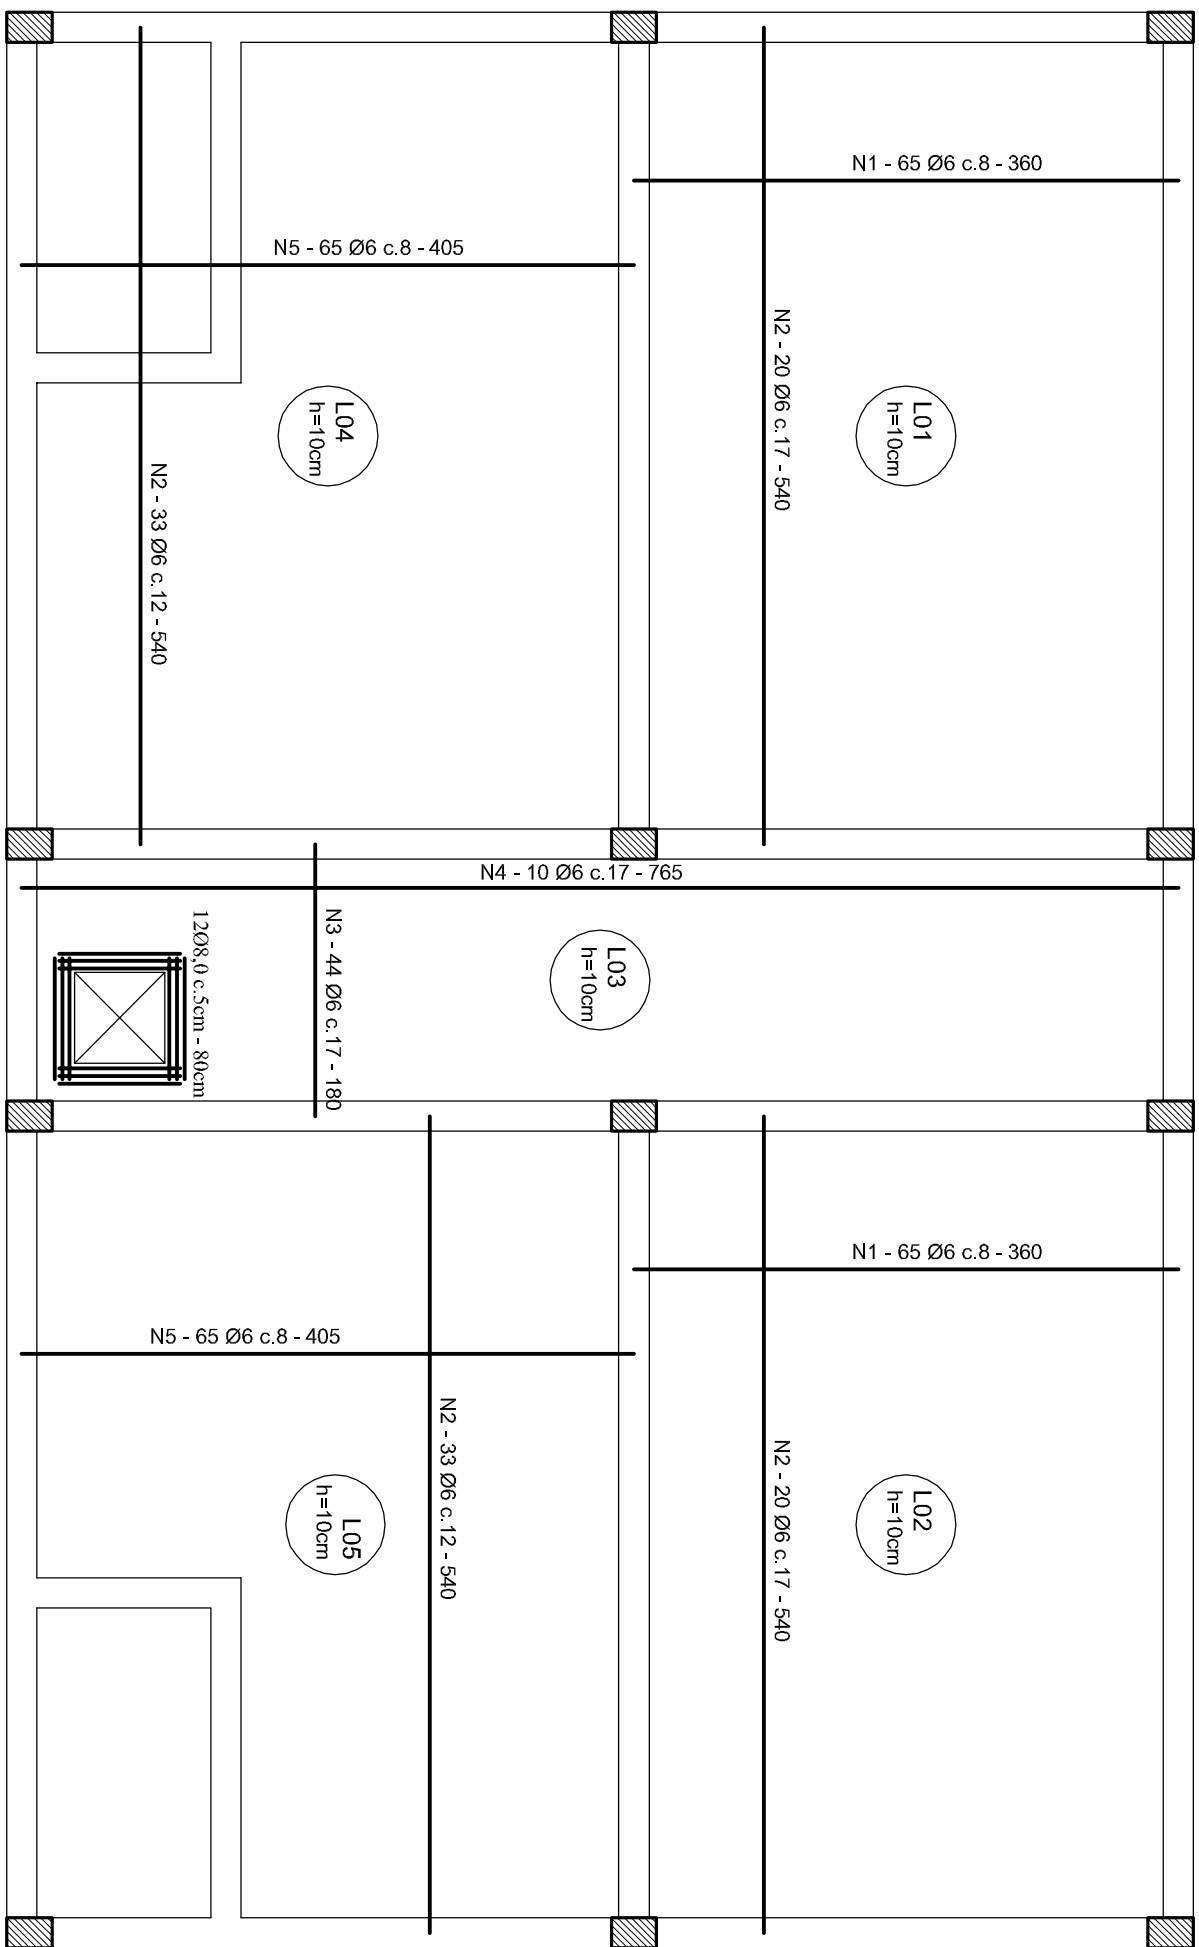 N1 - 65 Ø6 c.8 - 360
N5 - 65 Ø6 c.8 - 405
N2 - 20 Ø6 c.17 - 540
L01
h=10cm
L04
h=10cm
N2 - 33 Ø6 c.12 - 540
N4 - 10 Ø6 c.17 - 765
12Ø8,0 c.5cm - 80cm
N3 - 44 Ø6 c.17 - 180
L03
h=10cm
N1 - 65 Ø6 c.8 - 360
N5 - 65 Ø6 c.8 - 405
N2 - 33 Ø6 c.12 - 540
N2 - 20 Ø6 c.17 - 540
L02
h=10cm
L05
h=10cm